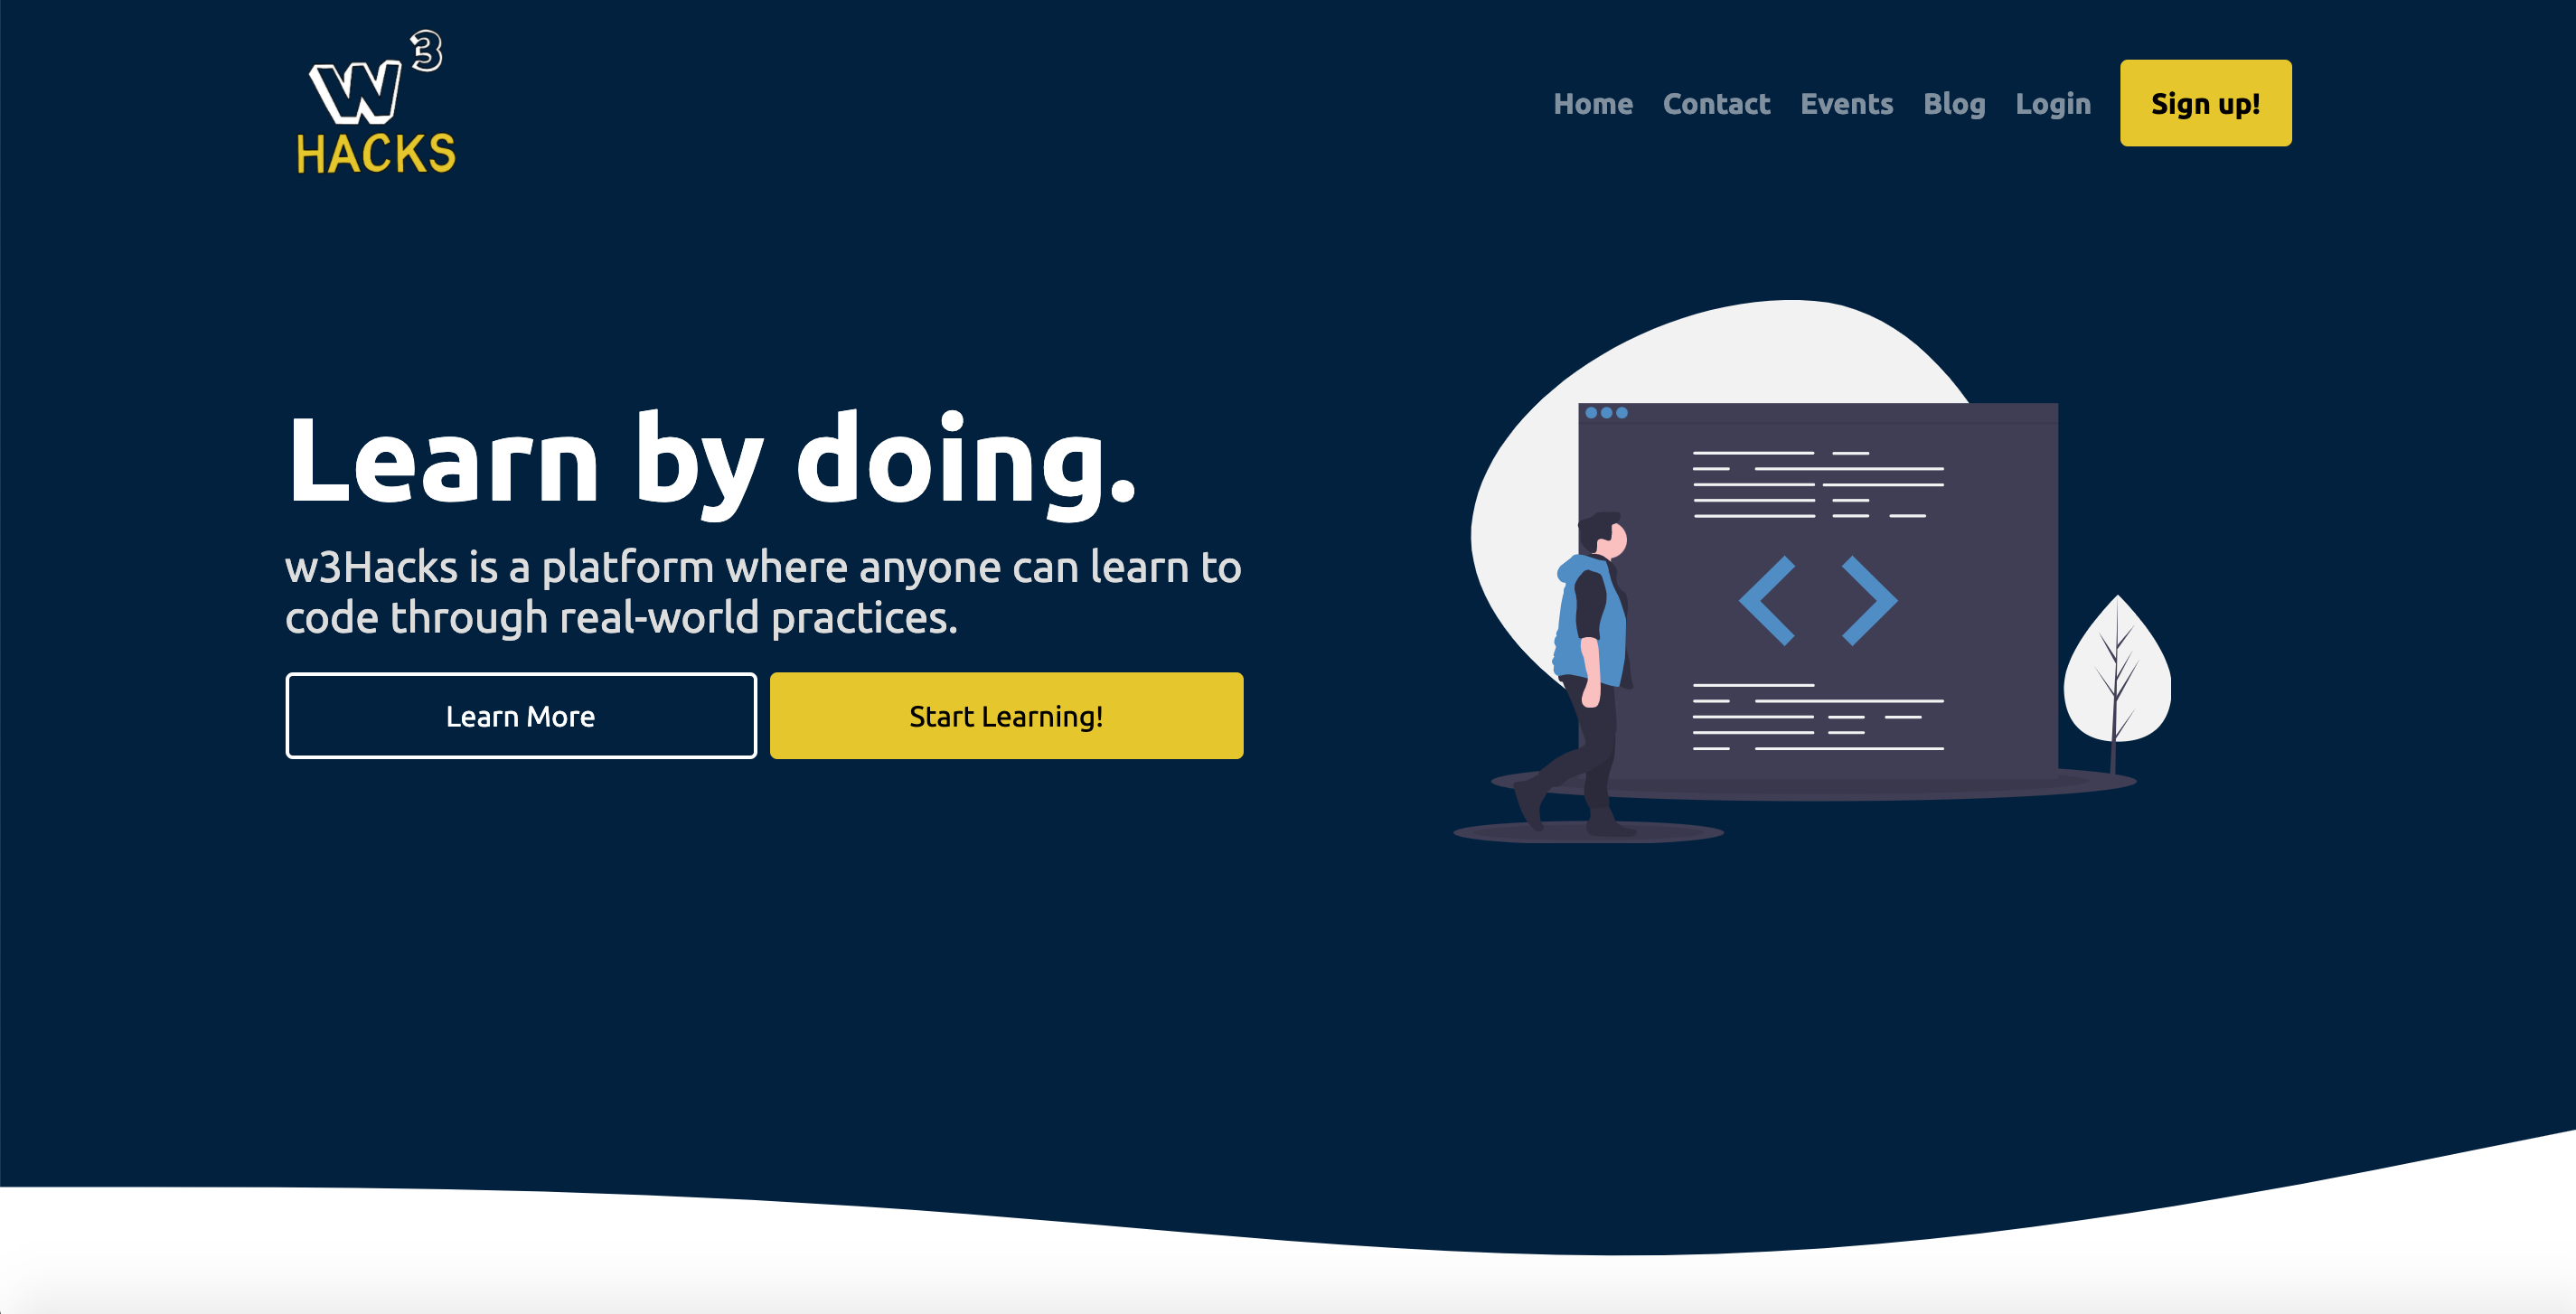 W3
HACKS
Home Contact Events Blog Login Sign up!
Learn by doing.
w3Hacks is a platform where anyone can learn to
code through real-world practices.
Learn More Start Learning!